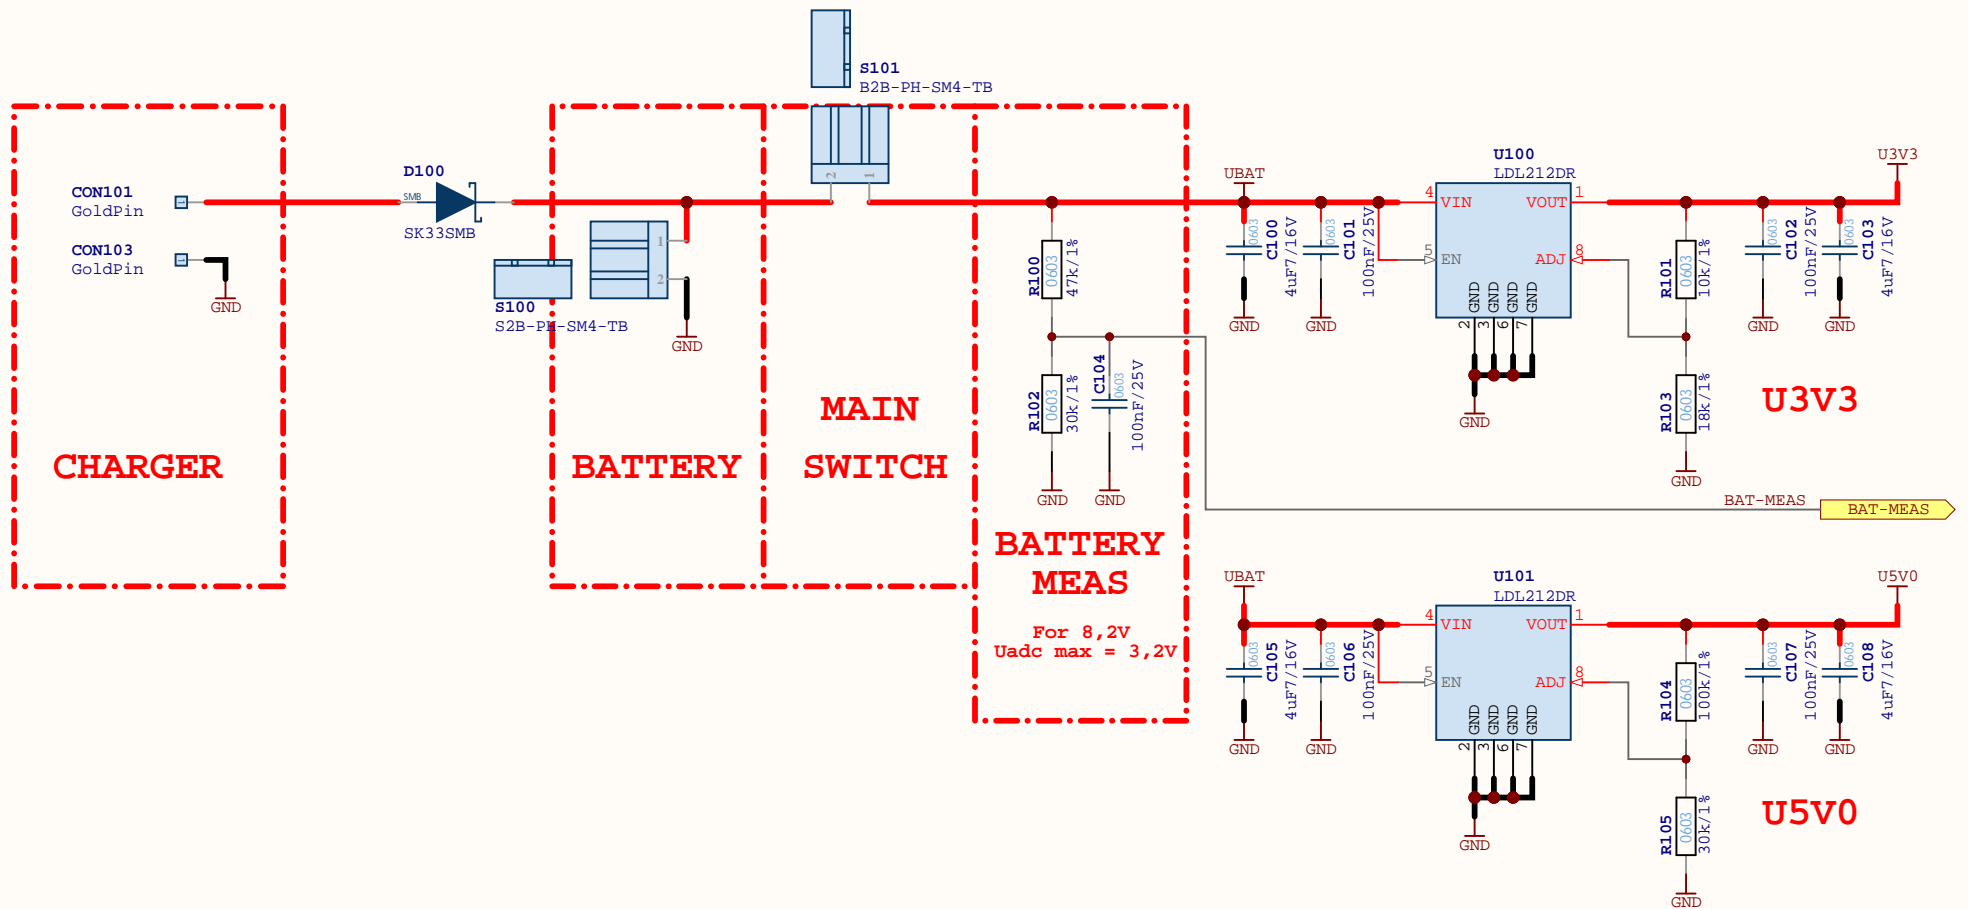 S101
B2B-PH-SM4-TB
2
1
CON101
GoldPin
1
CON103
GoldPin
1
GND
CHARGER
D100
SMB
SK33SMB
S100
S2B-PH-SM4-TB
1
2
GND
BATTERY
MAIN
SWITCH
R100
0603
47k/1%
R102
0603
30k/1%
GND
C104
0603
100nF/25V
GND
BATTERY
MEAS
For 8,2V
Uadc max = 3,2V
UBAT
C100
0603
4uF7/16V
GND
C101
0603
100nF/25V
GND
U100
LDL212DR
4
VIN
VOUT
1
5
EN
ADJ
8
GND
GND
GND
GND
2
3
6
7
GND
R101
0603
10k/1%
R103
0603
18k/1%
GND
C102
0603
100nF/25V
GND
C103
0603
4uF7/16V
GND
U3V3
U3V3
BAT-MEAS
BAT-MEAS
UBAT
C105
0603
4uF7/16V
GND
C106
0603
100nF/25V
GND
U101
LDL212DR
4
VIN
VOUT
1
5
EN
ADJ
8
GND
GND
GND
GND
2
3
6
7
GND
R104
0603
100k/1%
R105
0603
30k/1%
GND
C107
0603
100nF/25V
GND
C108
0603
4uF7/16V
GND
U5V0
U5V0